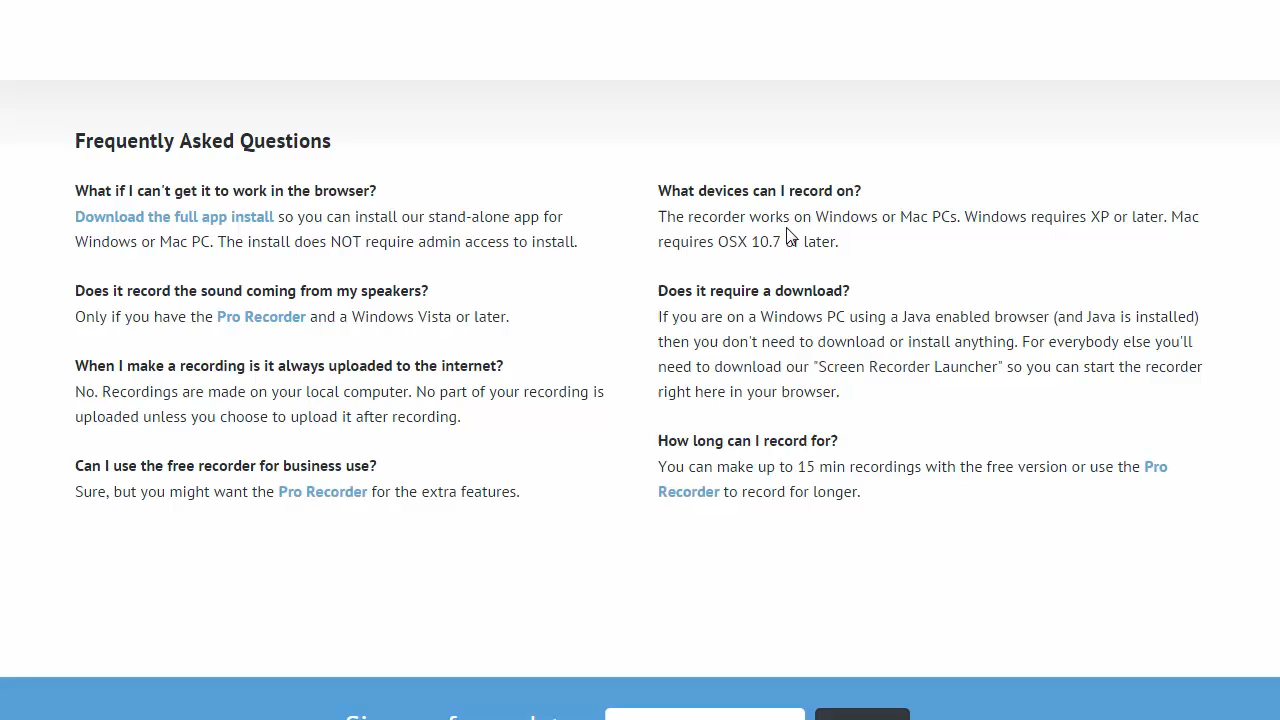 Frequently Asked Questions
What if I can't get it to work in the browser?
Download the full app install so you can install our stand-alone app for
Windows or Mac PC. The install does NOT require admin access to install.
Does it record the sound coming from my speakers?
Only if you have the Pro Recorder and a Windows Vista or later.
When I make a recording is it always uploaded to the internet?
No. Recordings are made on your local computer. No part of your recording is
uploaded unless you choose to upload it after recording.
Can I use the free recorder for business use?
Sure, but you might want the Pro Recorder for the extra features.
What devices can I record on?
The recorder works on Windows or Mac PCs. Windows requires XP or later. Mac
requires OSX 10.7 or later.
Does it require a download?
If you are on a Windows PC using a Java enabled browser (and Java is installed)
then you don't need to download or install anything. For everybody else you'll
need to download our "Screen Recorder Launcher" so you can start the recorder
right here in your browser.
How long can I record for?
You can make up to 15 min recordings with the free version or use the Pro
Recorder to record for longer.